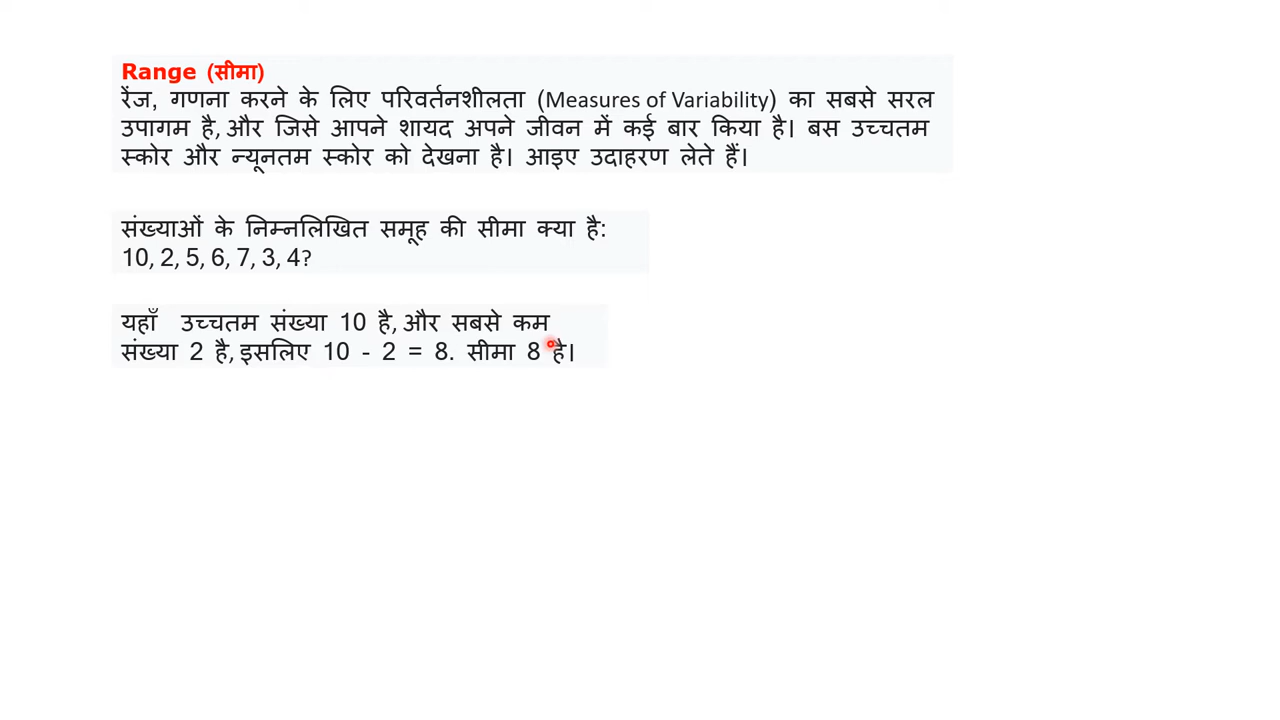 Range (सीमा)
रेंज, गणना करने के लिए परिवर्तनशीलता (Measures of Variability) का सबसे सरल
उपागम है, और जिसे आपने शायद अपने जीवन में कई बार किया है। बस उच्चतम
स्कोर और न्यूनतम स्कोर को देखना है। आइए उदाहरण लेते हैं।
संख्याओं के निम्नलिखित समूह की सीमा क्या है:
10, 2, 5, 6, 7, 3, 4?
यहाँ उच्चतम संख्या 10 है, और सबसे कम
संख्या 2 है, इसलिए 10 - 2 = 8. सीमा 8 है।